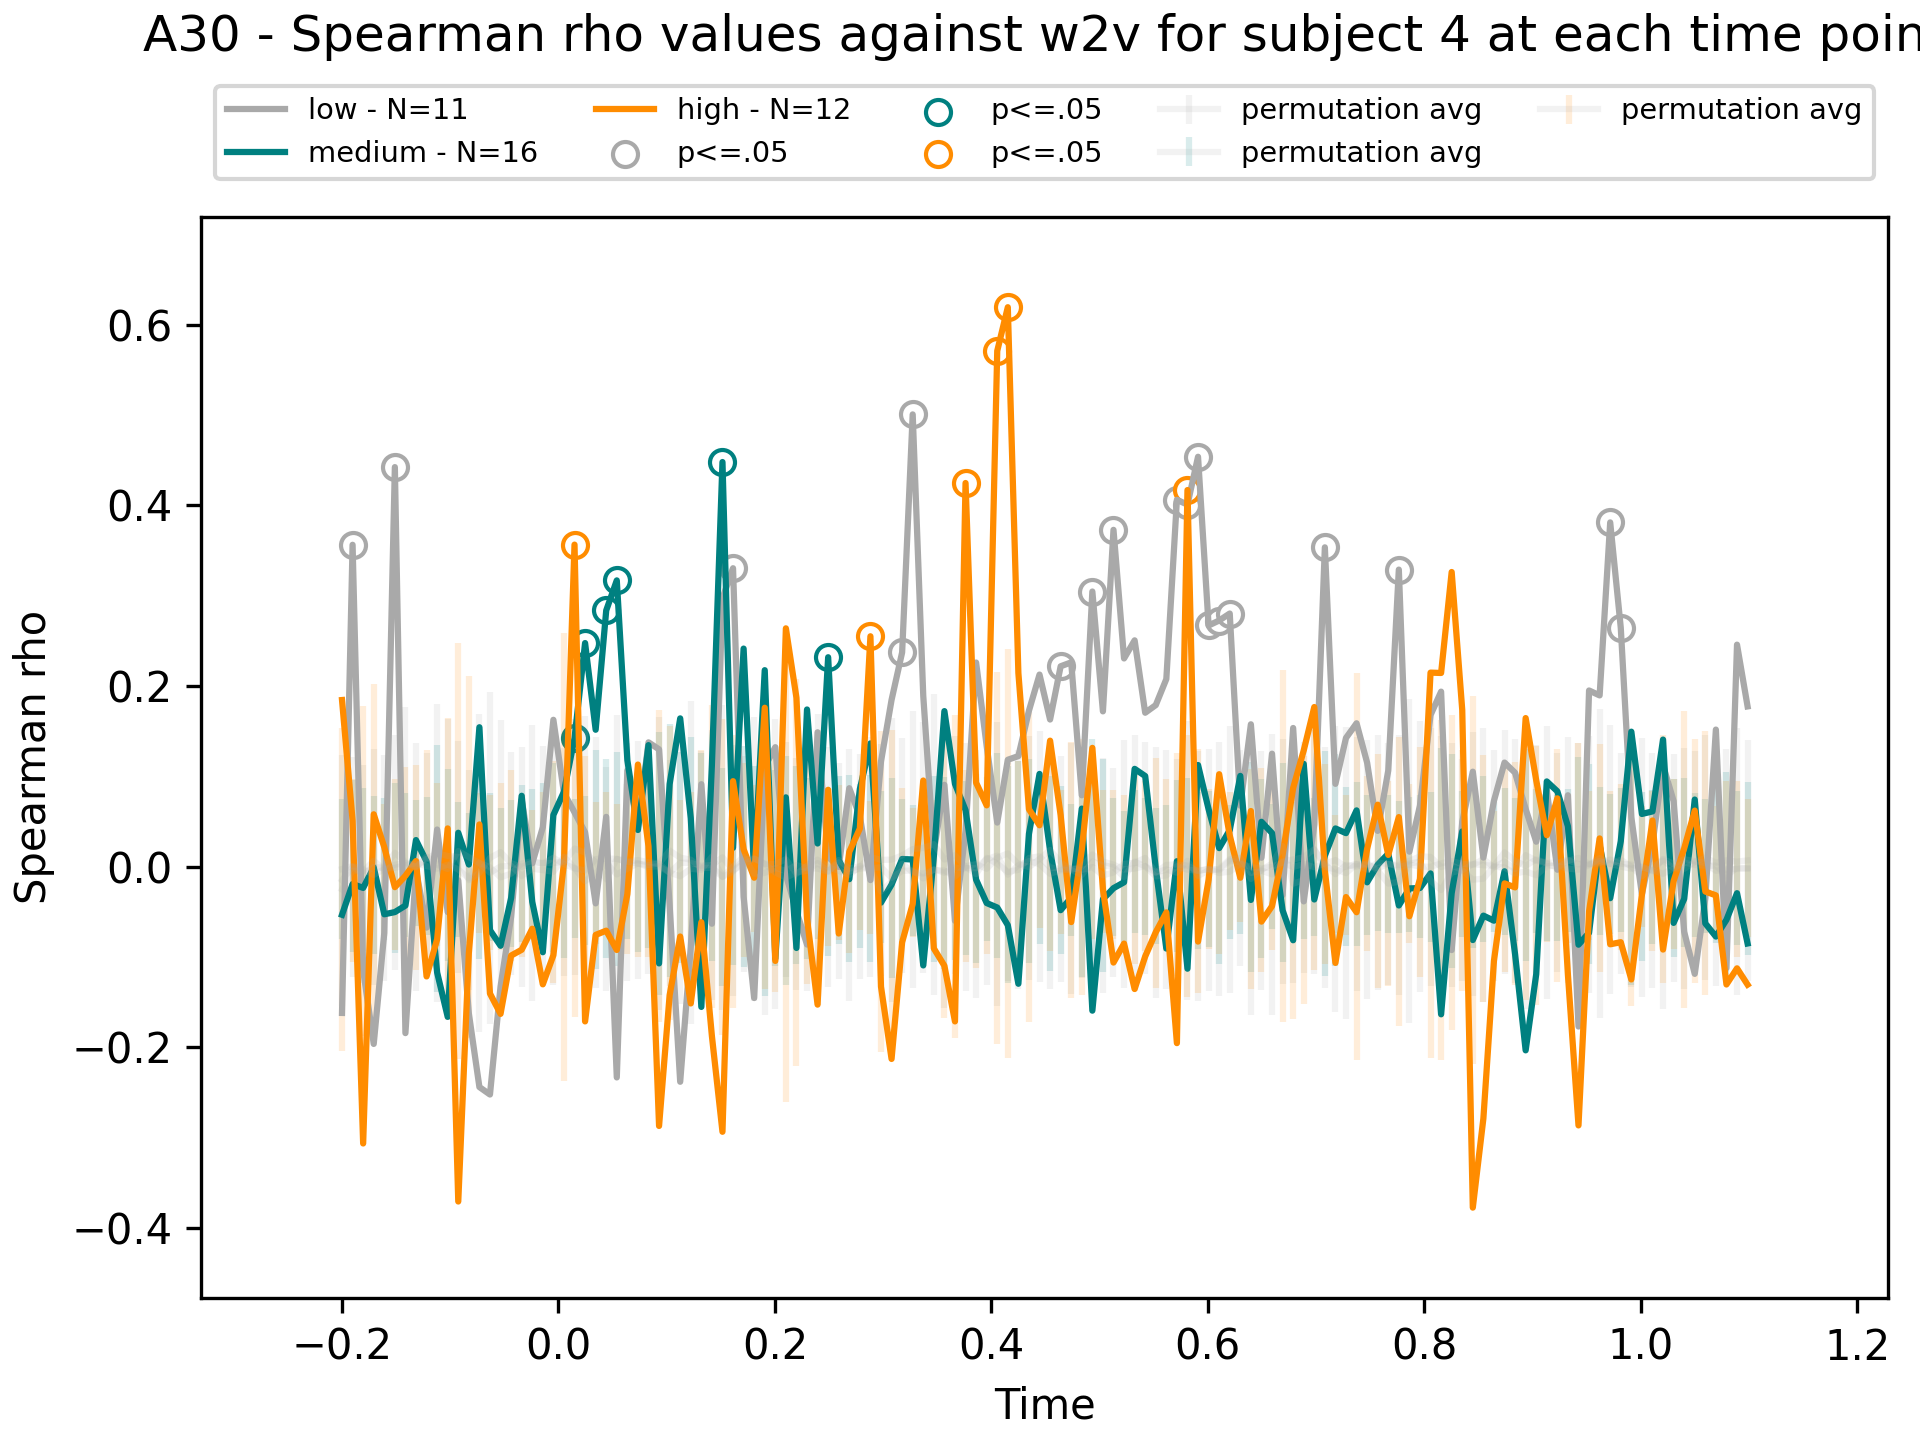 A30 - Spearman rho values against w2v for subject 4 at each time poin
low - N=11
medium - N=16
high - N=12
p<=.05
p<=.05
p<=.05
permutation avg
permutation avg
permutation avg
Spearman rho
0.6
0.4
0.2
0.0
−0.2
−0.4
−0.2 0.0 0.2 0.4 0.6 0.8 1.0 1.2
Time